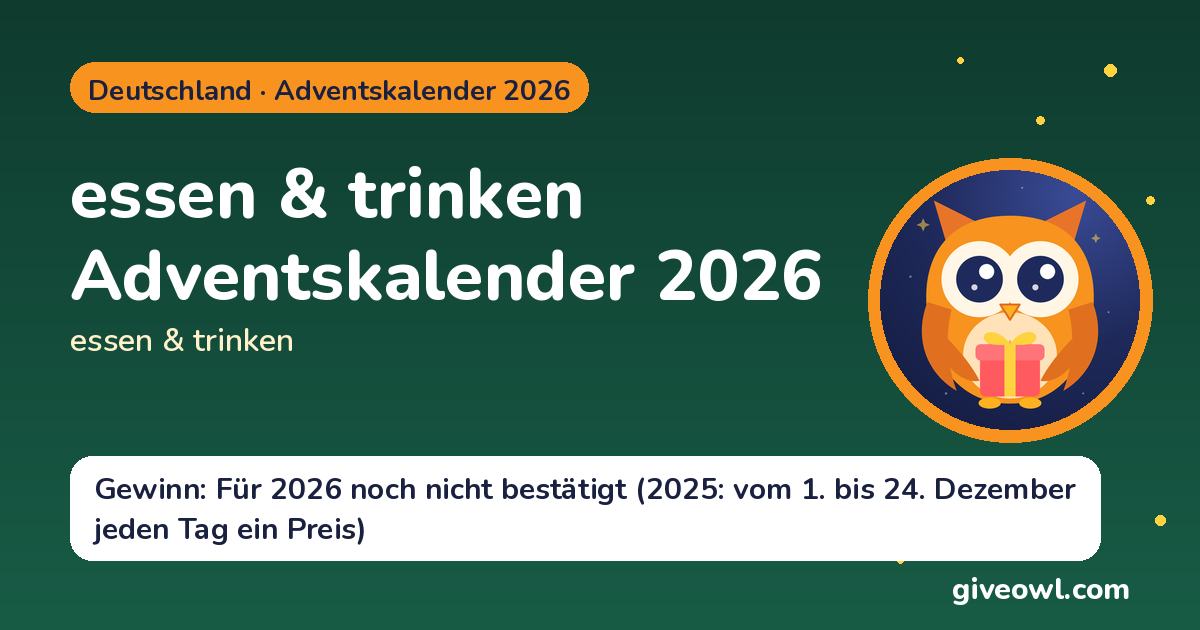 Deutschland · Adventskalender 2026
essen & trinken
Adventskalender 2026
essen & trinken
Gewinn: Für 2026 noch nicht bestätigt (2025: vom 1. bis 24. Dezember
jeden Tag ein Preis)
giveowl.com